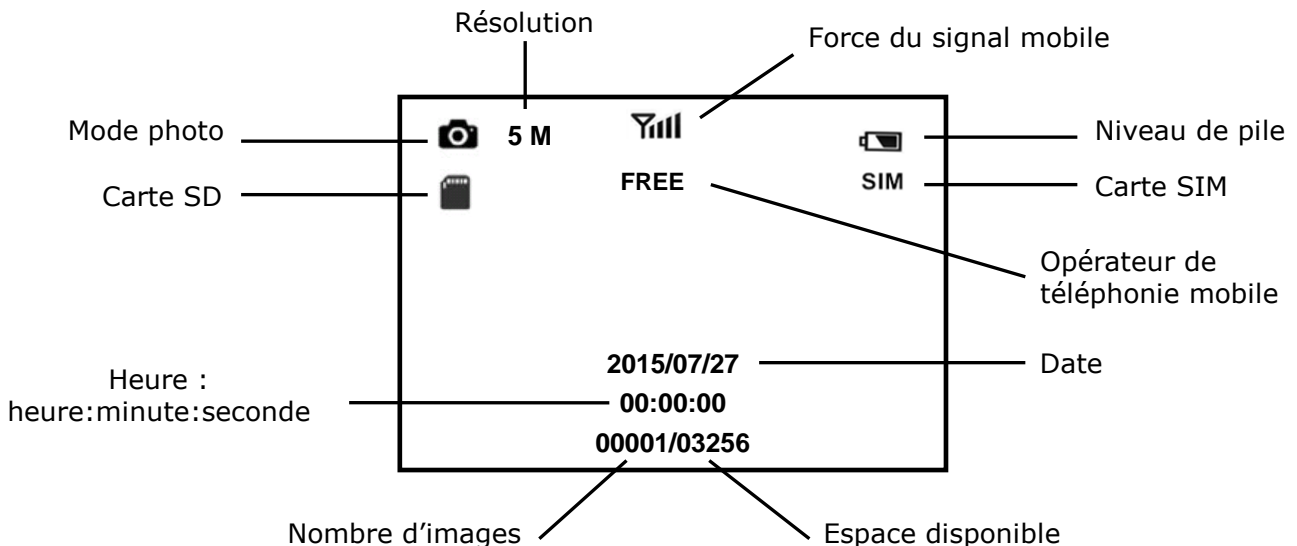 Résolution
Force du signal mobile
Mode photo
5 M
Niveau de pile
Carte SD
FREE
SIM
Carte SIM
Opérateur de
téléphonie mobile
2015/07/27
Date
Heure :
heure:minute:seconde
00:00:00
00001/03256
Nombre d’images
Espace disponible